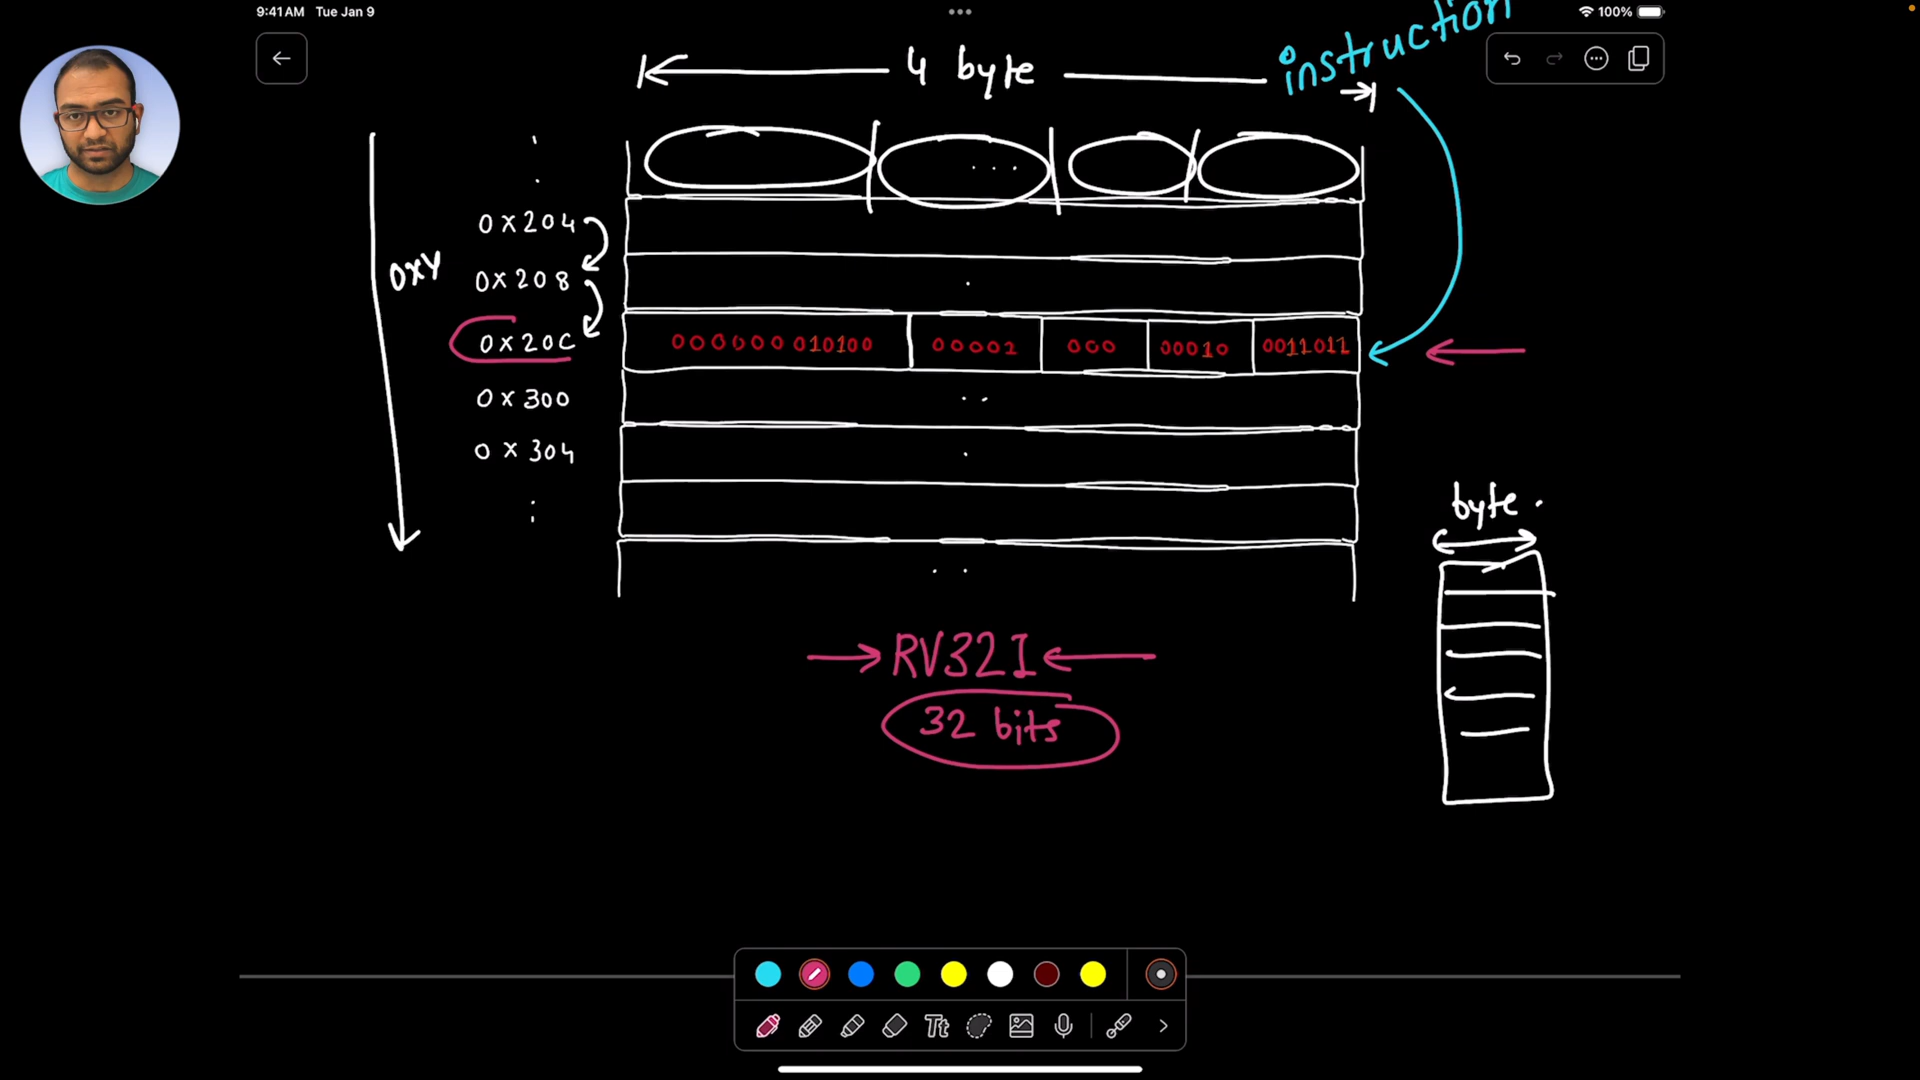 9:41 AM Tue Jan 9
100%
4 byte
instruction
0x204
0xY
0x208
0x20C 000000010100 00001 000 00010 0011011
0x300
0x304
byte
RV32I
32 bits
Tt